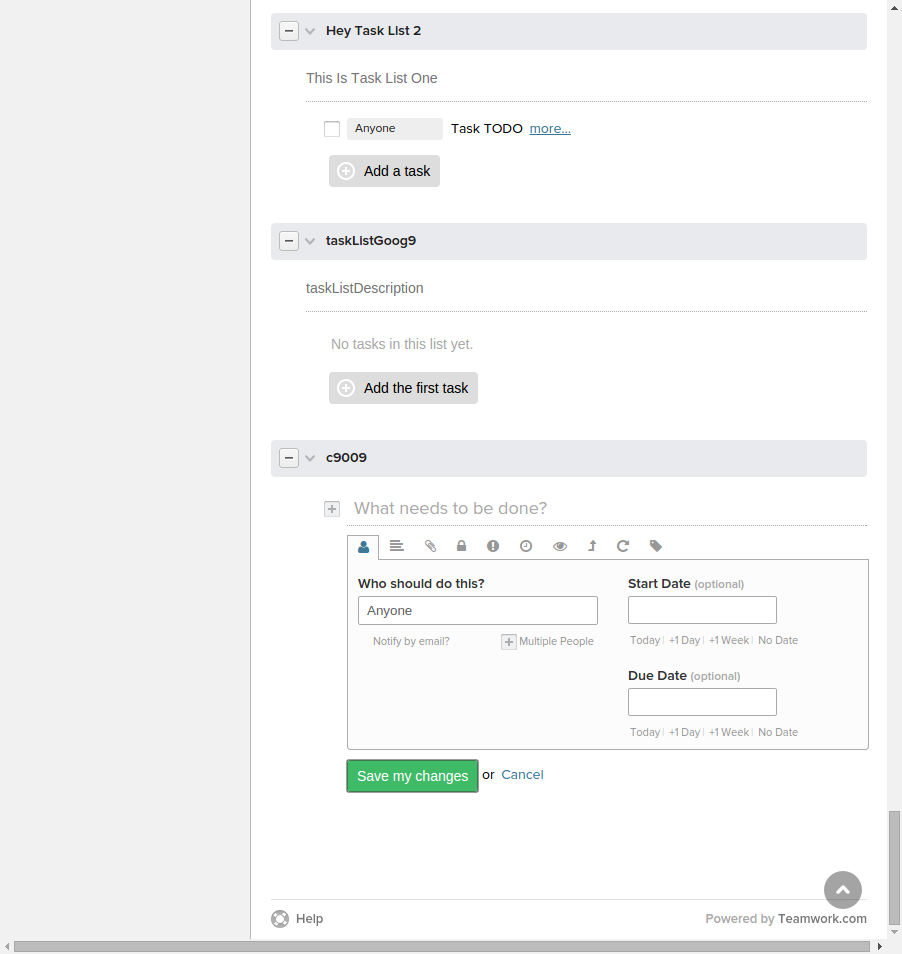 Hey Task List 2
This Is Task List One
Anyone Task TODO more...
Add a task
taskListGoog9
taskListDescription
No tasks in this list yet.
Add the first task
c9009
What needs to be done?
Who should do this?
Anyone
Notify by email? Multiple People
Start Date (optional)
Today +1 Day +1 Week No Date
Due Date (optional)
Today +1 Day +1 Week No Date
Save my changes or Cancel
Help
Powered by Teamwork.com